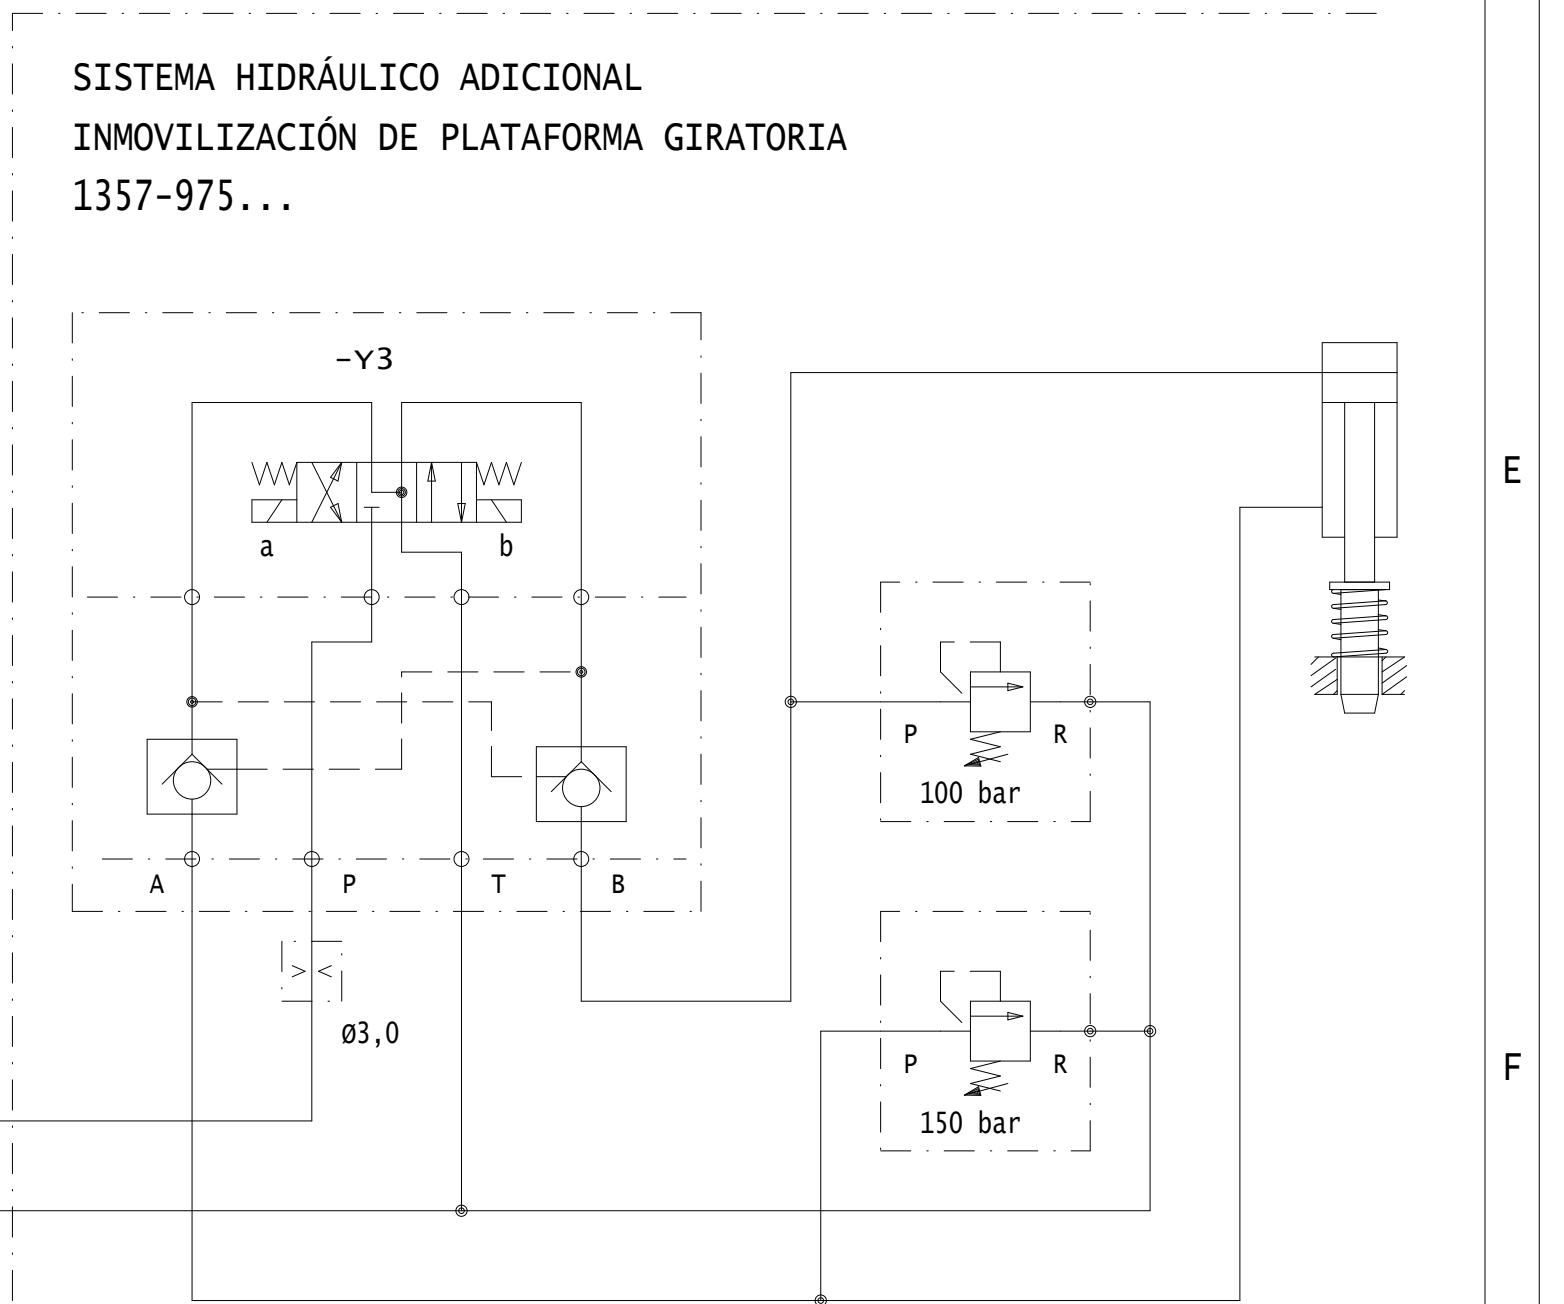 SISTEMA HIDRÁULICO ADICIONAL
INMOVILIZACIÓN DE PLATAFORMA GIRATORIA
1357-975...
-Y3
a
b
E
P
R
100 bar
A
P
T
B
Ø3,0
P
R
150 bar
F